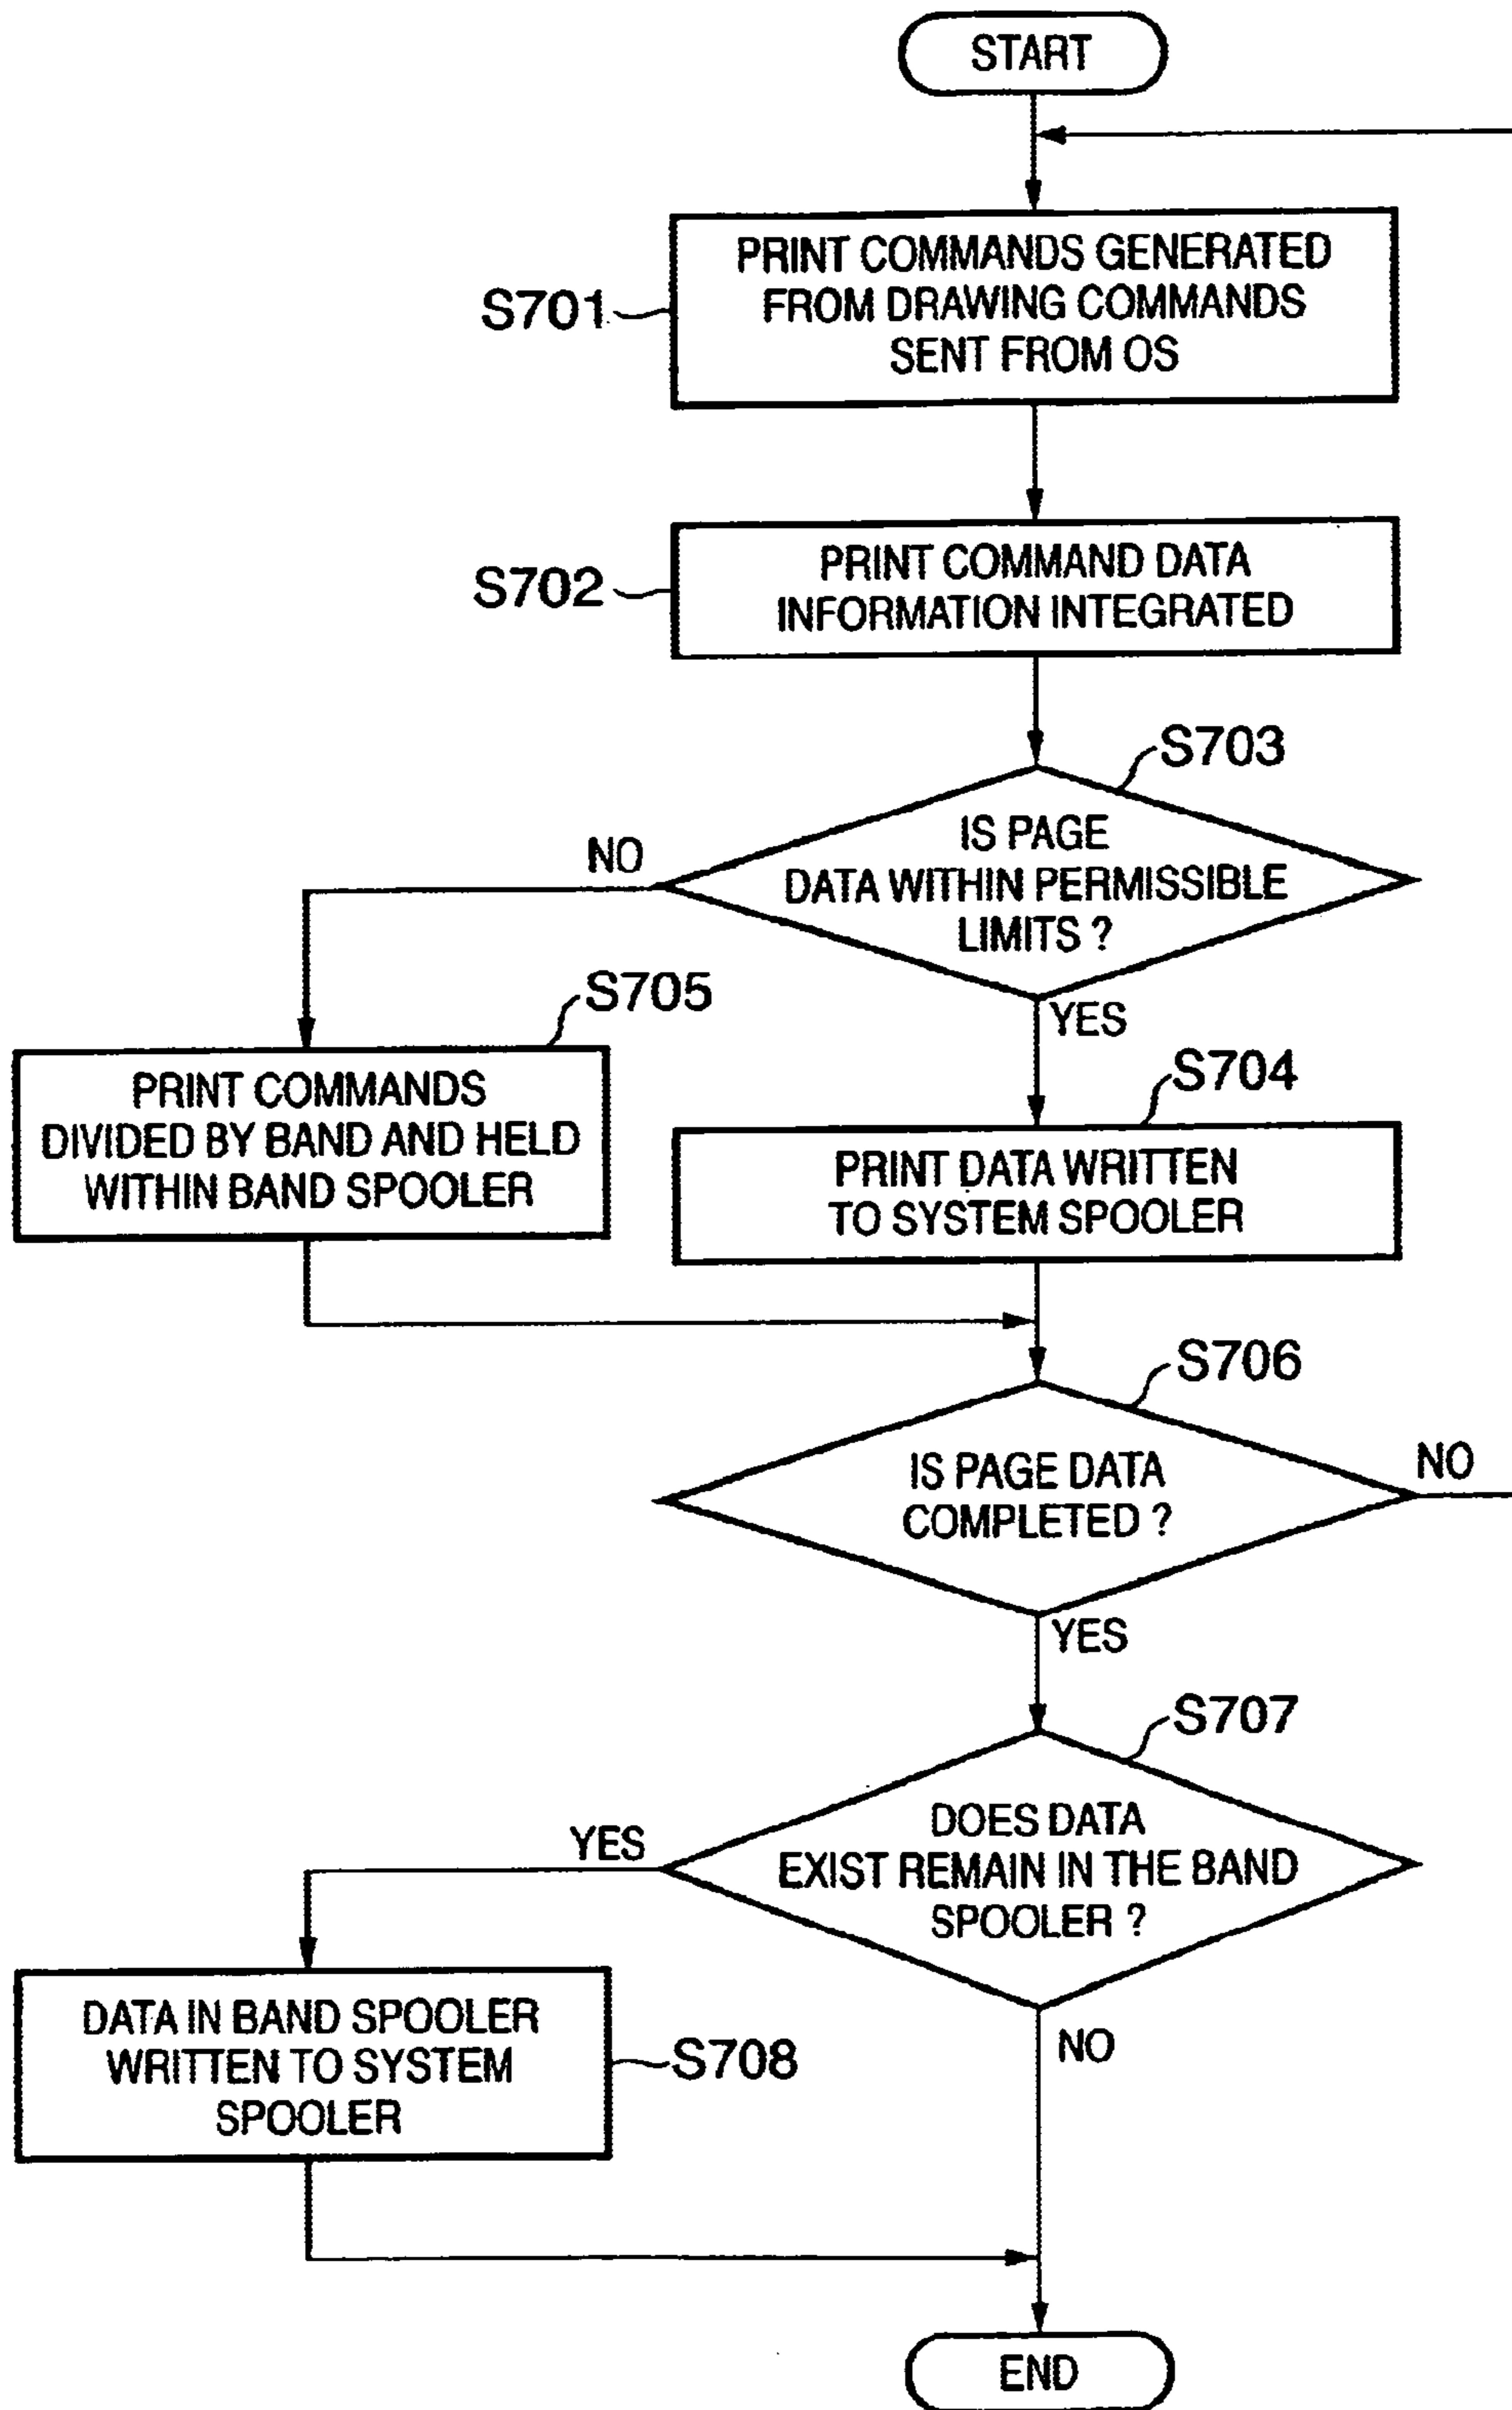 START
PRINT COMMANDS GENERATED
FROM DRAWING COMMANDS
SENT FROM OS
S701
PRINT COMMAND DATA
INFORMATION INTEGRATED
S702
S703
IS PAGE
DATA WITHIN PERMISSIBLE
LIMITS ?
NO
YES
S705
PRINT COMMANDS
DIVIDED BY BAND AND HELD
WITHIN BAND SPOOLER
S704
PRINT DATA WRITTEN
TO SYSTEM SPOOLER
S706
IS PAGE DATA
COMPLETED ?
NO
YES
S707
DOES DATA
EXIST REMAIN IN THE BAND
SPOOLER ?
YES
NO
DATA IN BAND SPOOLER
WRITTEN TO SYSTEM
SPOOLER
S708
END